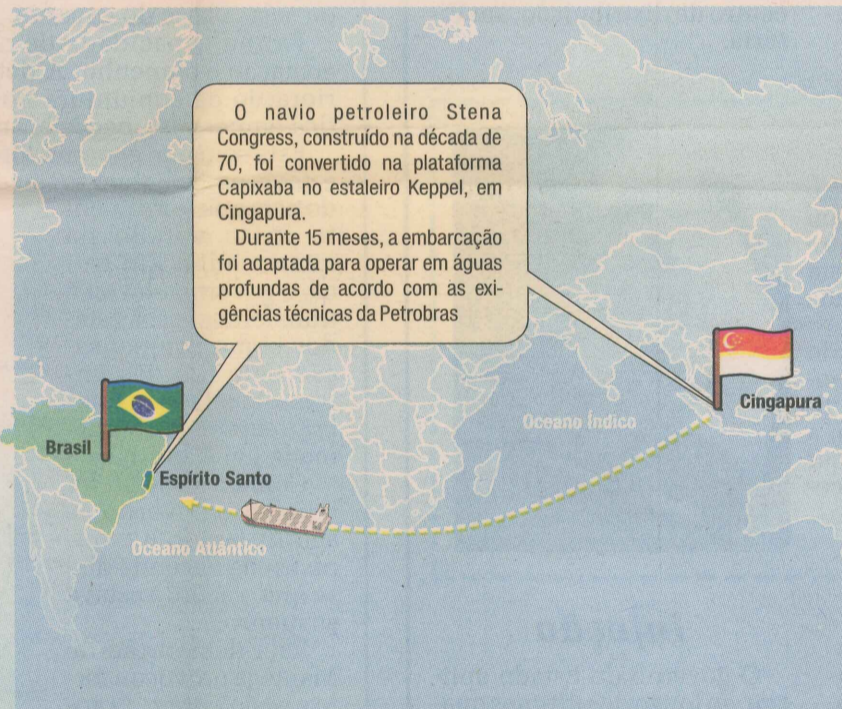 O navio petroleiro Stena
Congress, construído na década de
70, foi convertido na plataforma
Capixaba no estaleiro Keppel, em
Cingapura.
Durante 15 meses, a embarcação
foi adaptada para operar em águas
profundas de acordo com as exi-
gências técnicas da Petrobras
Cingapura
Oceano Índico
Brasil
Espírito Santo
Oceano Atlântico